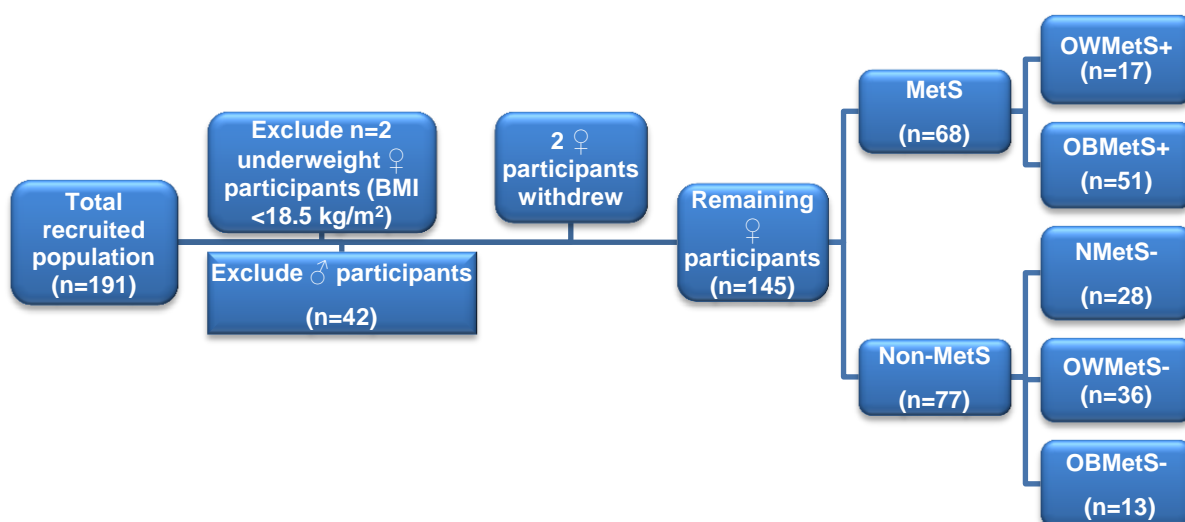 Total
recruited
population
(n=191)
Exclude n=2
underweight ♀
participants (BMI
<18.5 kg/m²)
Exclude ♂ participants
(n=42)
2 ♀
participants
withdrew
Remaining
♀
participants
(n=145)
MetS
(n=68)
OWMetS+
(n=17)
OBMetS+
(n=51)
Non-MetS
(n=77)
NMetS-
(n=28)
OWMetS-
(n=36)
OBMetS-
(n=13)